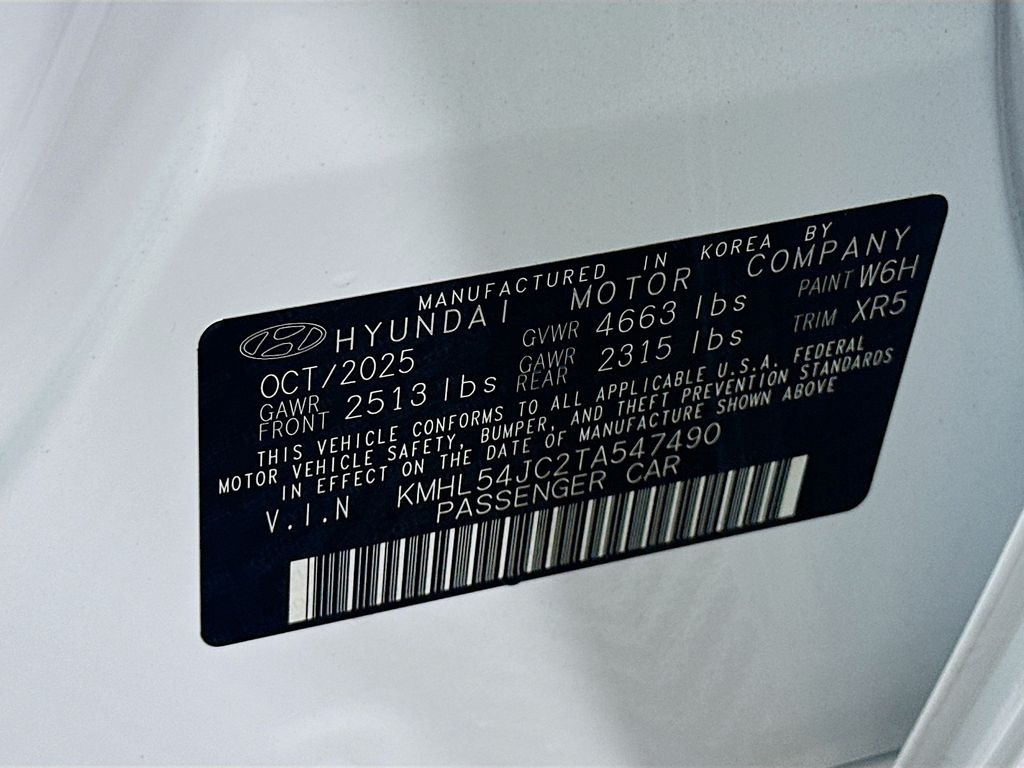 MANUFACTURED IN KOREA BY
HYUNDAI MOTOR COMPANY
OCT/2025 GVWR 4663 lbs PAINT W6H
GAWR FRONT 2513 lbs GAWR REAR 2315 lbs TRIM XR5
THIS VEHICLE CONFORMS TO ALL APPLICABLE U.S.A. FEDERAL
MOTOR VEHICLE SAFETY, BUMPER, AND THEFT PREVENTION STANDARDS
IN EFFECT ON THE DATE OF MANUFACTURE SHOWN ABOVE
V.I.N KMHL54JC2TA547490
PASSENGER CAR